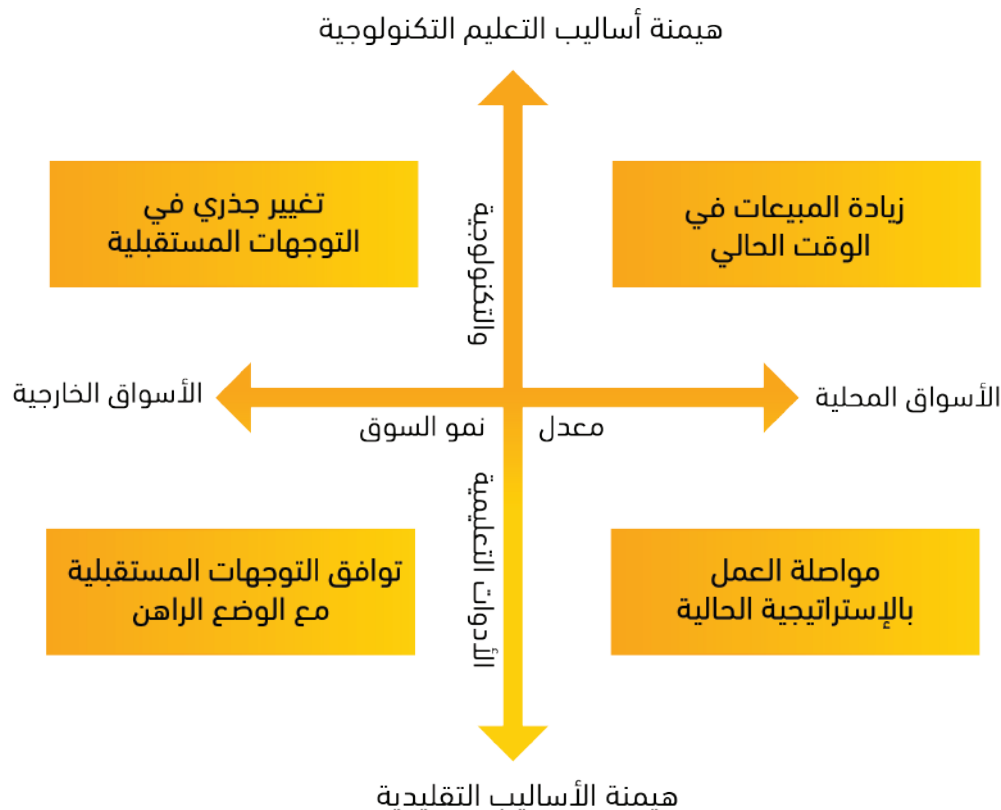 هيمنة أساليب التعليم التكنولوجية
زيادة المبيعات في
الوقت الحالي
تغيير جذري في
التوجهات المستقبلية
والتكنولوجية
الأسواق المحلية
الأسواق الخارجية
معدل
نمو السوق
الأدوات التعليمية
مواصلة العمل
بالإستراتيجية الحالية
توافق التوجهات المستقبلية
مع الوضع الراهن
هيمنة الأساليب التقليدية